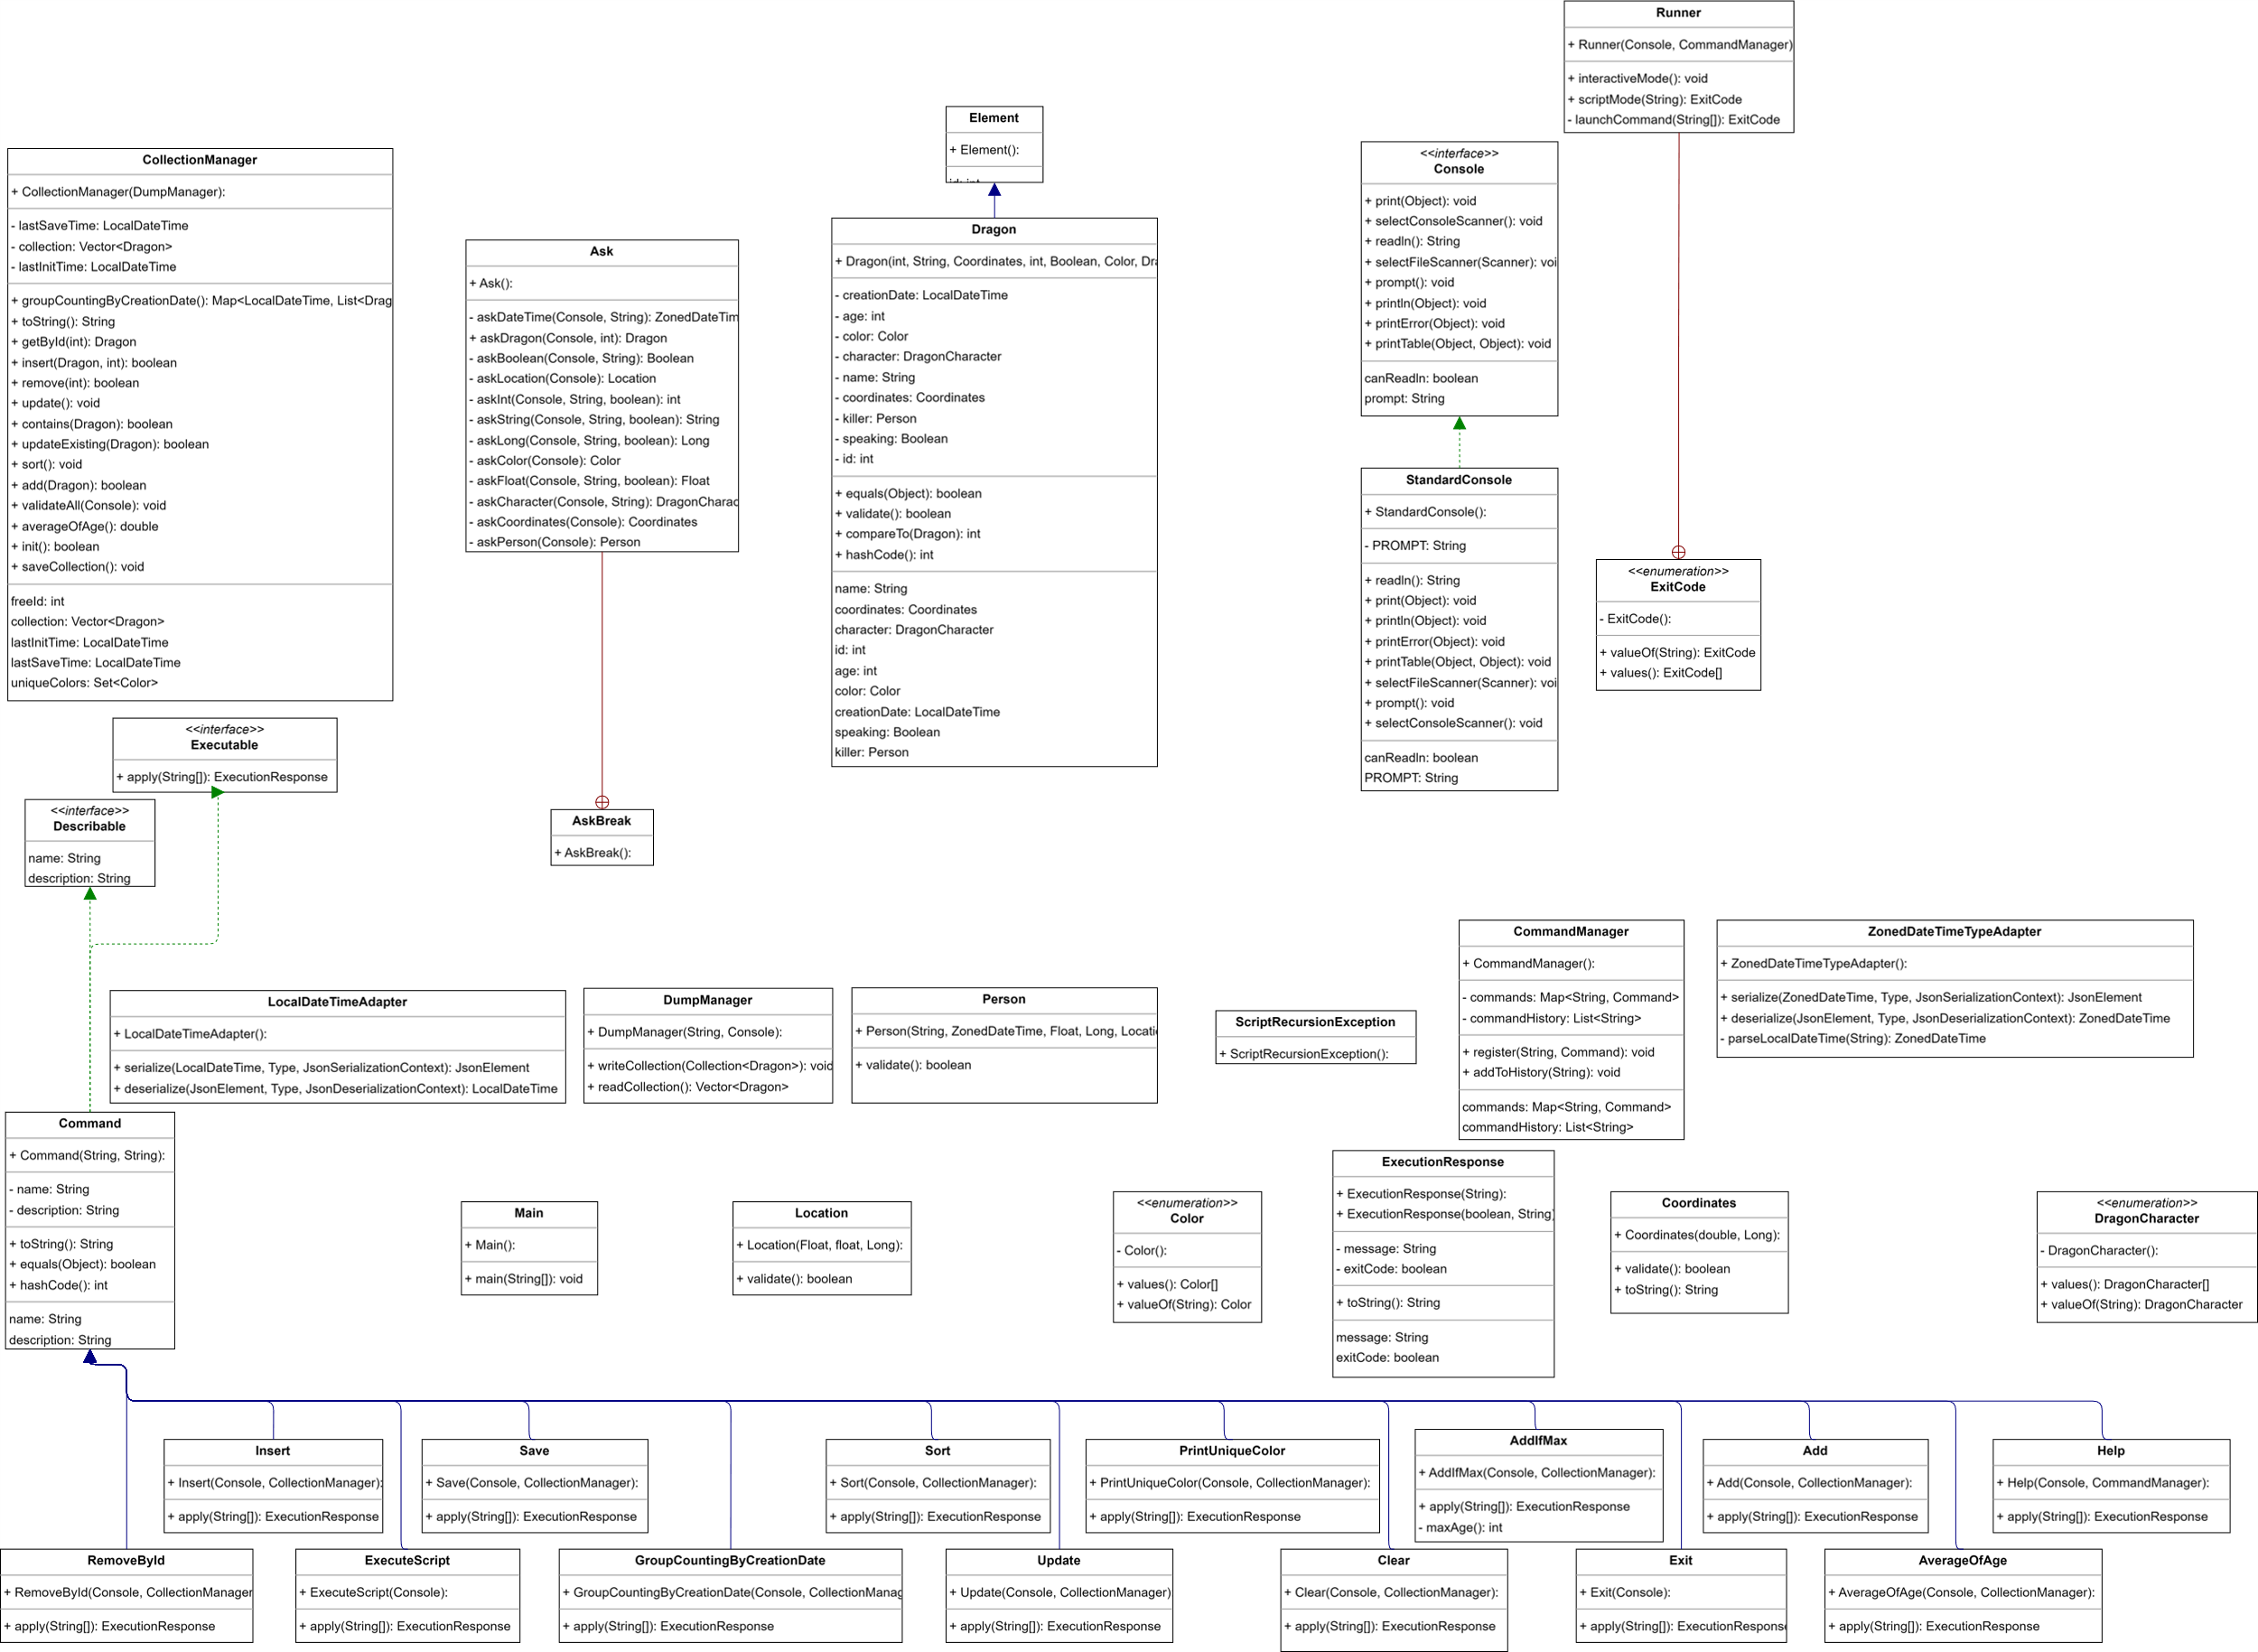 Runner
+ Runner(Console, CommandManager)
+ interactiveMode(): void
+ scriptMode(String): ExitCode
- launchCommand(String[]): ExitCode
Element
+ Element():
id: int
<<interface>>
Console
+ print(Object): void
+ selectConsoleScanner(): void
+ readln(): String
+ selectFileScanner(Scanner): voi
+ prompt(): void
+ println(Object): void
+ printError(Object): void
+ printTable(Object, Object): void
canReadln: boolean
prompt: String
CollectionManager
+ CollectionManager(DumpManager):
- lastSaveTime: LocalDateTime
- collection: Vector<Dragon>
- lastInitTime: LocalDateTime
+ groupCountingByCreationDate(): Map<LocalDateTime, List<Drag
+ toString(): String
+ getById(int): Dragon
+ insert(Dragon, int): boolean
+ remove(int): boolean
+ update(): void
+ contains(Dragon): boolean
+ updateExisting(Dragon): boolean
+ sort(): void
+ add(Dragon): boolean
+ validateAll(Console): void
+ averageOfAge(): double
+ init(): boolean
+ saveCollection(): void
freeId: int
collection: Vector<Dragon>
lastInitTime: LocalDateTime
lastSaveTime: LocalDateTime
uniqueColors: Set<Color>
Ask
+ Ask():
- askDateTime(Console, String): ZonedDateTim
+ askDragon(Console, int): Dragon
- askBoolean(Console, String): Boolean
- askLocation(Console): Location
- askInt(Console, String, boolean): int
- askString(Console, String, boolean): String
- askLong(Console, String, boolean): Long
- askColor(Console): Color
- askFloat(Console, String, boolean): Float
- askCharacter(Console, String): DragonCharac
- askCoordinates(Console): Coordinates
- askPerson(Console): Person
Dragon
+ Dragon(int, String, Coordinates, int, Boolean, Color, Dra
- creationDate: LocalDateTime
- age: int
- color: Color
- character: DragonCharacter
- name: String
- coordinates: Coordinates
- killer: Person
- speaking: Boolean
- id: int
+ equals(Object): boolean
+ validate(): boolean
+ compareTo(Dragon): int
+ hashCode(): int
name: String
coordinates: Coordinates
character: DragonCharacter
id: int
age: int
color: Color
creationDate: LocalDateTime
speaking: Boolean
killer: Person
StandardConsole
+ StandardConsole():
- PROMPT: String
+ readln(): String
+ print(Object): void
+ println(Object): void
+ printError(Object): void
+ printTable(Object, Object): void
+ selectFileScanner(Scanner): voi
+ prompt(): void
+ selectConsoleScanner(): void
canReadln: boolean
PROMPT: String
<<enumeration>>
ExitCode
- ExitCode():
+ valueOf(String): ExitCode
+ values(): ExitCode[]
<<interface>>
Executable
+ apply(String[]): ExecutionResponse
<<interface>>
Describable
name: String
description: String
AskBreak
+ AskBreak():
LocalDateTimeAdapter
+ LocalDateTimeAdapter():
+ serialize(LocalDateTime, Type, JsonSerializationContext): JsonElement
+ deserialize(JsonElement, Type, JsonDeserializationContext): LocalDateTime
DumpManager
+ DumpManager(String, Console):
+ writeCollection(Collection<Dragon>): void
+ readCollection(): Vector<Dragon>
Person
+ Person(String, ZonedDateTime, Float, Long, Locati
+ validate(): boolean
ScriptRecursionException
+ ScriptRecursionException():
CommandManager
+ CommandManager():
- commands: Map<String, Command>
- commandHistory: List<String>
+ register(String, Command): void
+ addToHistory(String): void
commands: Map<String, Command>
commandHistory: List<String>
ZonedDateTimeTypeAdapter
+ ZonedDateTimeTypeAdapter():
+ serialize(ZonedDateTime, Type, JsonSerializationContext): JsonElement
+ deserialize(JsonElement, Type, JsonDeserializationContext): ZonedDateTime
- parseLocalDateTime(String): ZonedDateTime
Command
+ Command(String, String):
- name: String
- description: String
+ toString(): String
+ equals(Object): boolean
+ hashCode(): int
name: String
description: String
Main
+ Main():
+ main(String[]): void
Location
+ Location(Float, float, Long):
+ validate(): boolean
<<enumeration>>
Color
- Color():
+ values(): Color[]
+ valueOf(String): Color
ExecutionResponse
+ ExecutionResponse(String):
+ ExecutionResponse(boolean, String)
- message: String
- exitCode: boolean
+ toString(): String
message: String
exitCode: boolean
Coordinates
+ Coordinates(double, Long):
+ validate(): boolean
+ toString(): String
<<enumeration>>
DragonCharacter
- DragonCharacter():
+ values(): DragonCharacter[]
+ valueOf(String): DragonCharacter
Insert
+ Insert(Console, CollectionManager):
+ apply(String[]): ExecutionResponse
Save
+ Save(Console, CollectionManager):
+ apply(String[]): ExecutionResponse
Sort
+ Sort(Console, CollectionManager):
+ apply(String[]): ExecutionResponse
PrintUniqueColor
+ PrintUniqueColor(Console, CollectionManager):
+ apply(String[]): ExecutionResponse
AddIfMax
+ AddIfMax(Console, CollectionManager):
+ apply(String[]): ExecutionResponse
- maxAge(): int
Add
+ Add(Console, CollectionManager):
+ apply(String[]): ExecutionResponse
Help
+ Help(Console, CommandManager):
+ apply(String[]): ExecutionResponse
RemoveById
+ RemoveById(Console, CollectionManager
+ apply(String[]): ExecutionResponse
ExecuteScript
+ ExecuteScript(Console):
+ apply(String[]): ExecutionResponse
GroupCountingByCreationDate
+ GroupCountingByCreationDate(Console, CollectionManag
+ apply(String[]): ExecutionResponse
Update
+ Update(Console, CollectionManager)
+ apply(String[]): ExecutionResponse
Clear
+ Clear(Console, CollectionManager):
+ apply(String[]): ExecutionResponse
Exit
+ Exit(Console):
+ apply(String[]): ExecutionRespons
AverageOfAge
+ AverageOfAge(Console, CollectionManager):
+ apply(String[]): ExecutionResponse